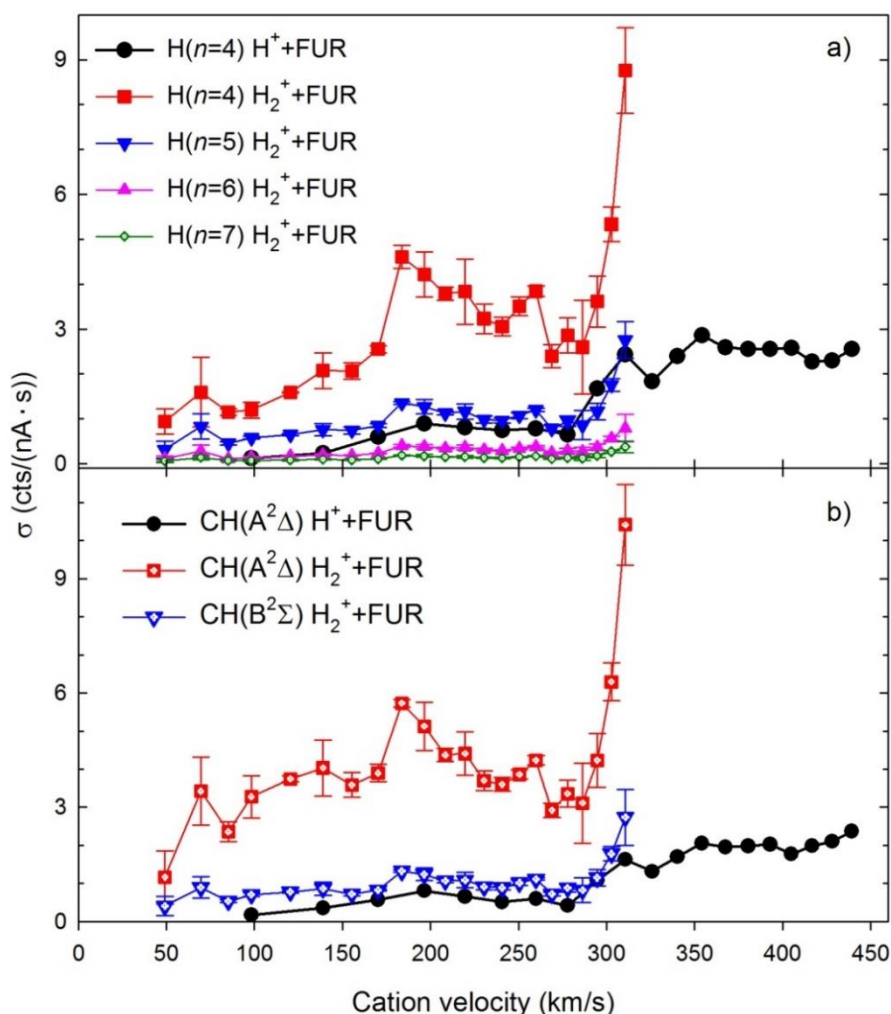 a)
H(n=4) H⁺+FUR
H(n=4) H₂⁺+FUR
H(n=5) H₂⁺+FUR
H(n=6) H₂⁺+FUR
H(n=7) H₂⁺+FUR
9
6
3
0
σ (cts/(nA · s))
b)
CH(A²Δ) H⁺+FUR
CH(A²Δ) H₂⁺+FUR
CH(B²Σ) H₂⁺+FUR
9
6
3
0
0 50 100 150 200 250 300 350 400 450
Cation velocity (km/s)